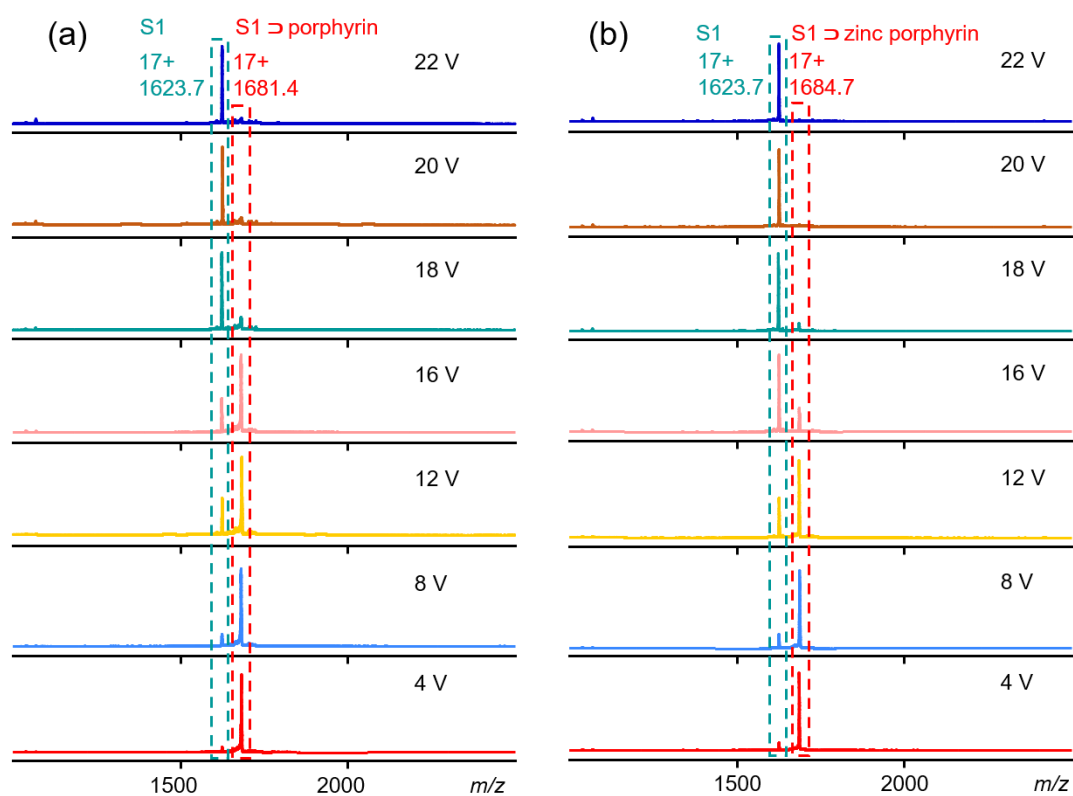 (a)
S1
S1 ⊃ porphyrin
17+
17+
1623.7
1681.4
22 V
20 V
18 V
16 V
12 V
8 V
4 V
1500
2000
m/z
(b)
S1
S1 ⊃ zinc porphyrin
17+
17+
1623.7
1684.7
22 V
20 V
18 V
16 V
12 V
8 V
4 V
1500
2000
m/z